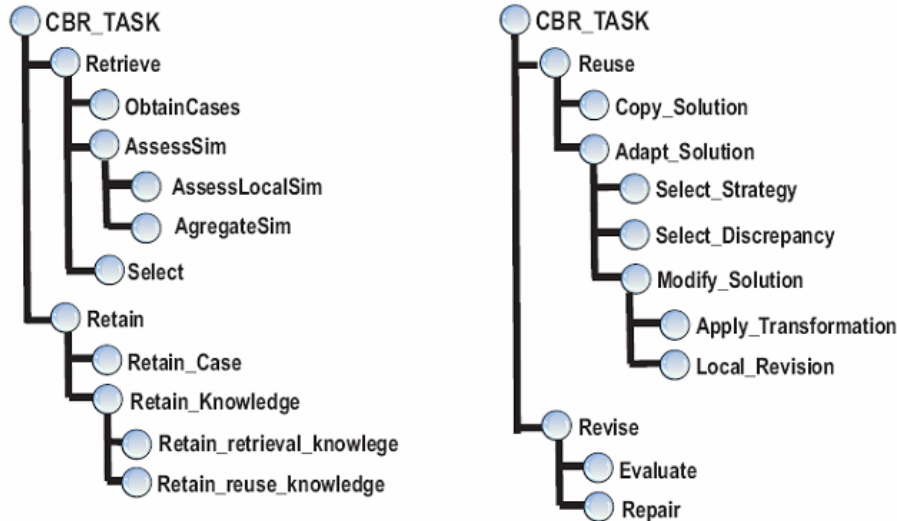 CBR_TASK
Retrieve
ObtainCases
AssessSim
AssessLocalSim
AgregateSim
Select
Retain
Retain_Case
Retain_Knowledge
Retain_retrieval_knowlege
Retain_reuse_knowledge
CBR_TASK
Reuse
Copy_Solution
Adapt_Solution
Select_Strategy
Select_Discrepancy
Modify_Solution
Apply_Transformation
Local_Revision
Revise
Evaluate
Repair